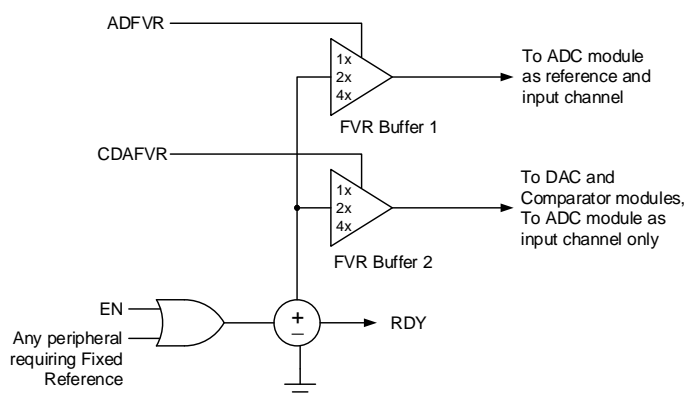 ADFVR
1x
2x
4x
To ADC module
as reference and
input channel
FVR Buffer 1
CDAFVR
1x
2x
4x
To DAC and
Comparator modules,
To ADC module as
input channel only
FVR Buffer 2
EN
Any peripheral
requiring Fixed
Reference
+
−
RDY